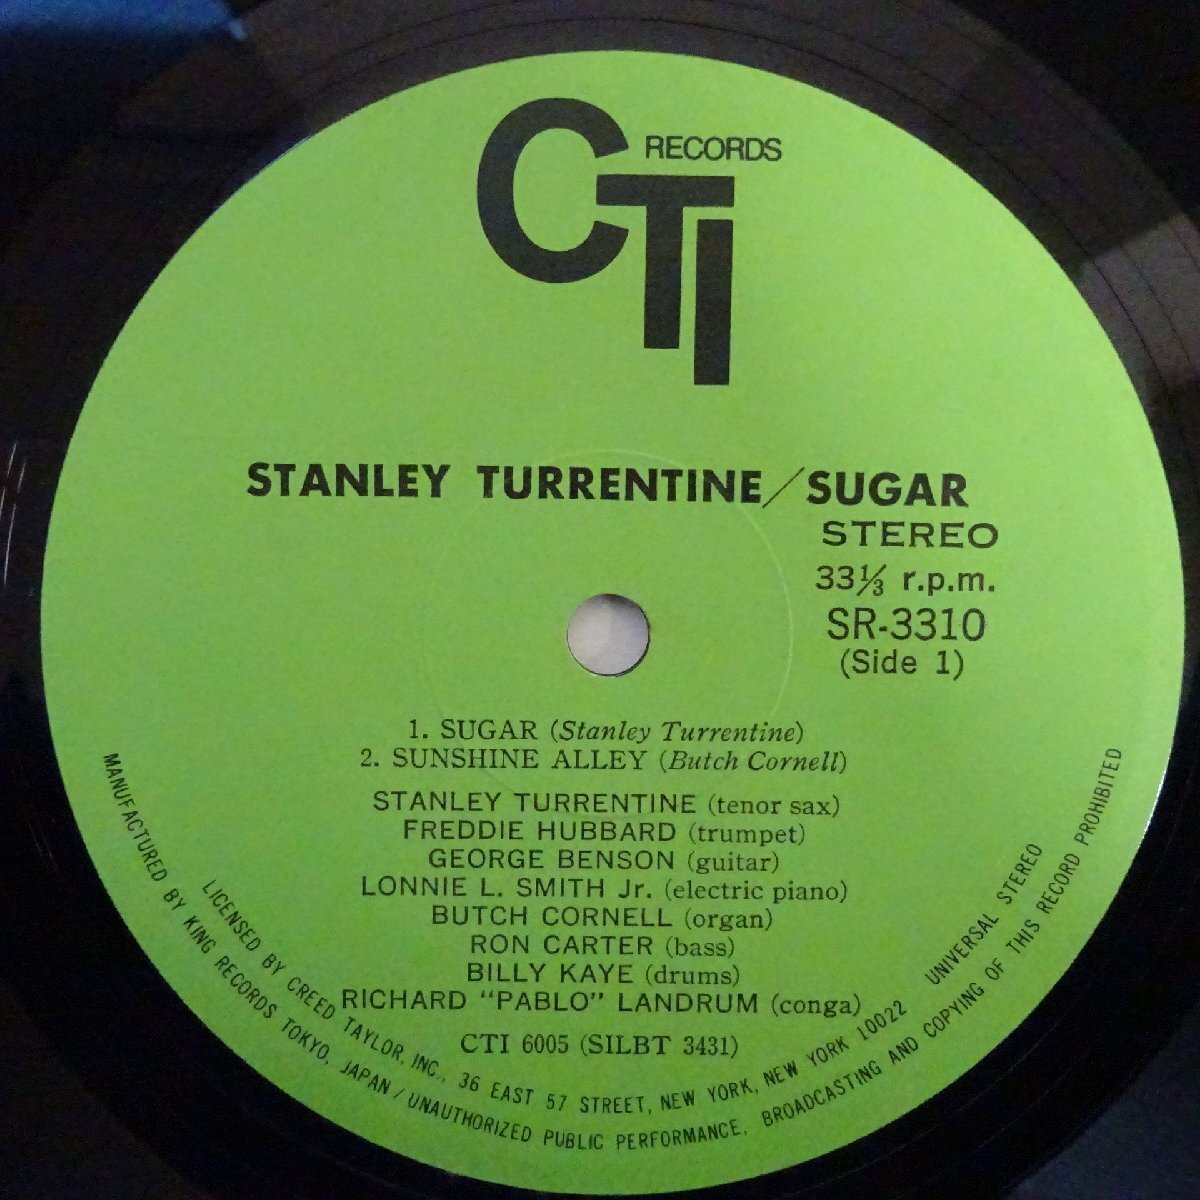 CTI RECORDS
STANLEY TURRENTINE/SUGAR
STEREO
33⅓ r.p.m.
SR-3310
(Side 1)
1. SUGAR (Stanley Turrentine)
2. SUNSHINE ALLEY (Butch Cornell)
STANLEY TURRENTINE (tenor sax)
FREDDIE HUBBARD (trumpet)
GEORGE BENSON (guitar)
LONNIE L. SMITH Jr. (electric piano)
BUTCH CORNELL (organ)
RON CARTER (bass)
BILLY KAYE (drums)
RICHARD "PABLO" LANDRUM (conga)
CTI 6005 (SILBT 3431)
LICENSED BY CREED TAYLOR, INC., 36 EAST 57 STREET, NEW YORK, NEW YORK 10022 UNIVERSAL STEREO
MANUFACTURED BY KING RECORDS TOKYO, JAPAN / UNAUTHORIZED PUBLIC PERFORMANCE, BROADCASTING AND COPYING OF THIS RECORD PROHIBITED